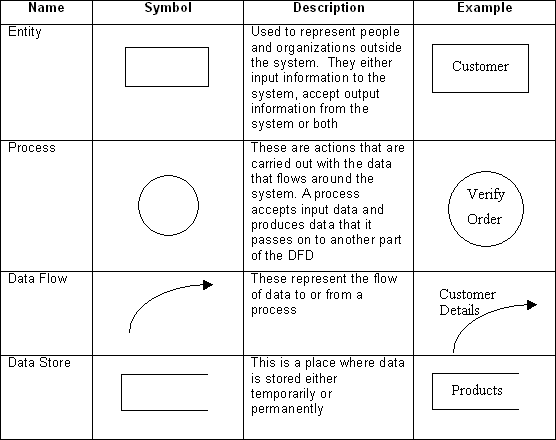 Name Symbol Description Example
Entity
Used to represent people
and organizations outside
the system. They either
input information to the
system, accept output
information from the
system or both
Customer
Process
These are actions that are
carried out with the data
that flows around the
system. A process
accepts input data and
produces data that it
passes on to another part
of the DFD
Verify
Order
Data Flow
These represent the flow
of data to or from a
process
Customer
Details
Data Store
This is a place where data
is stored either
temporarily or
permanently
Products